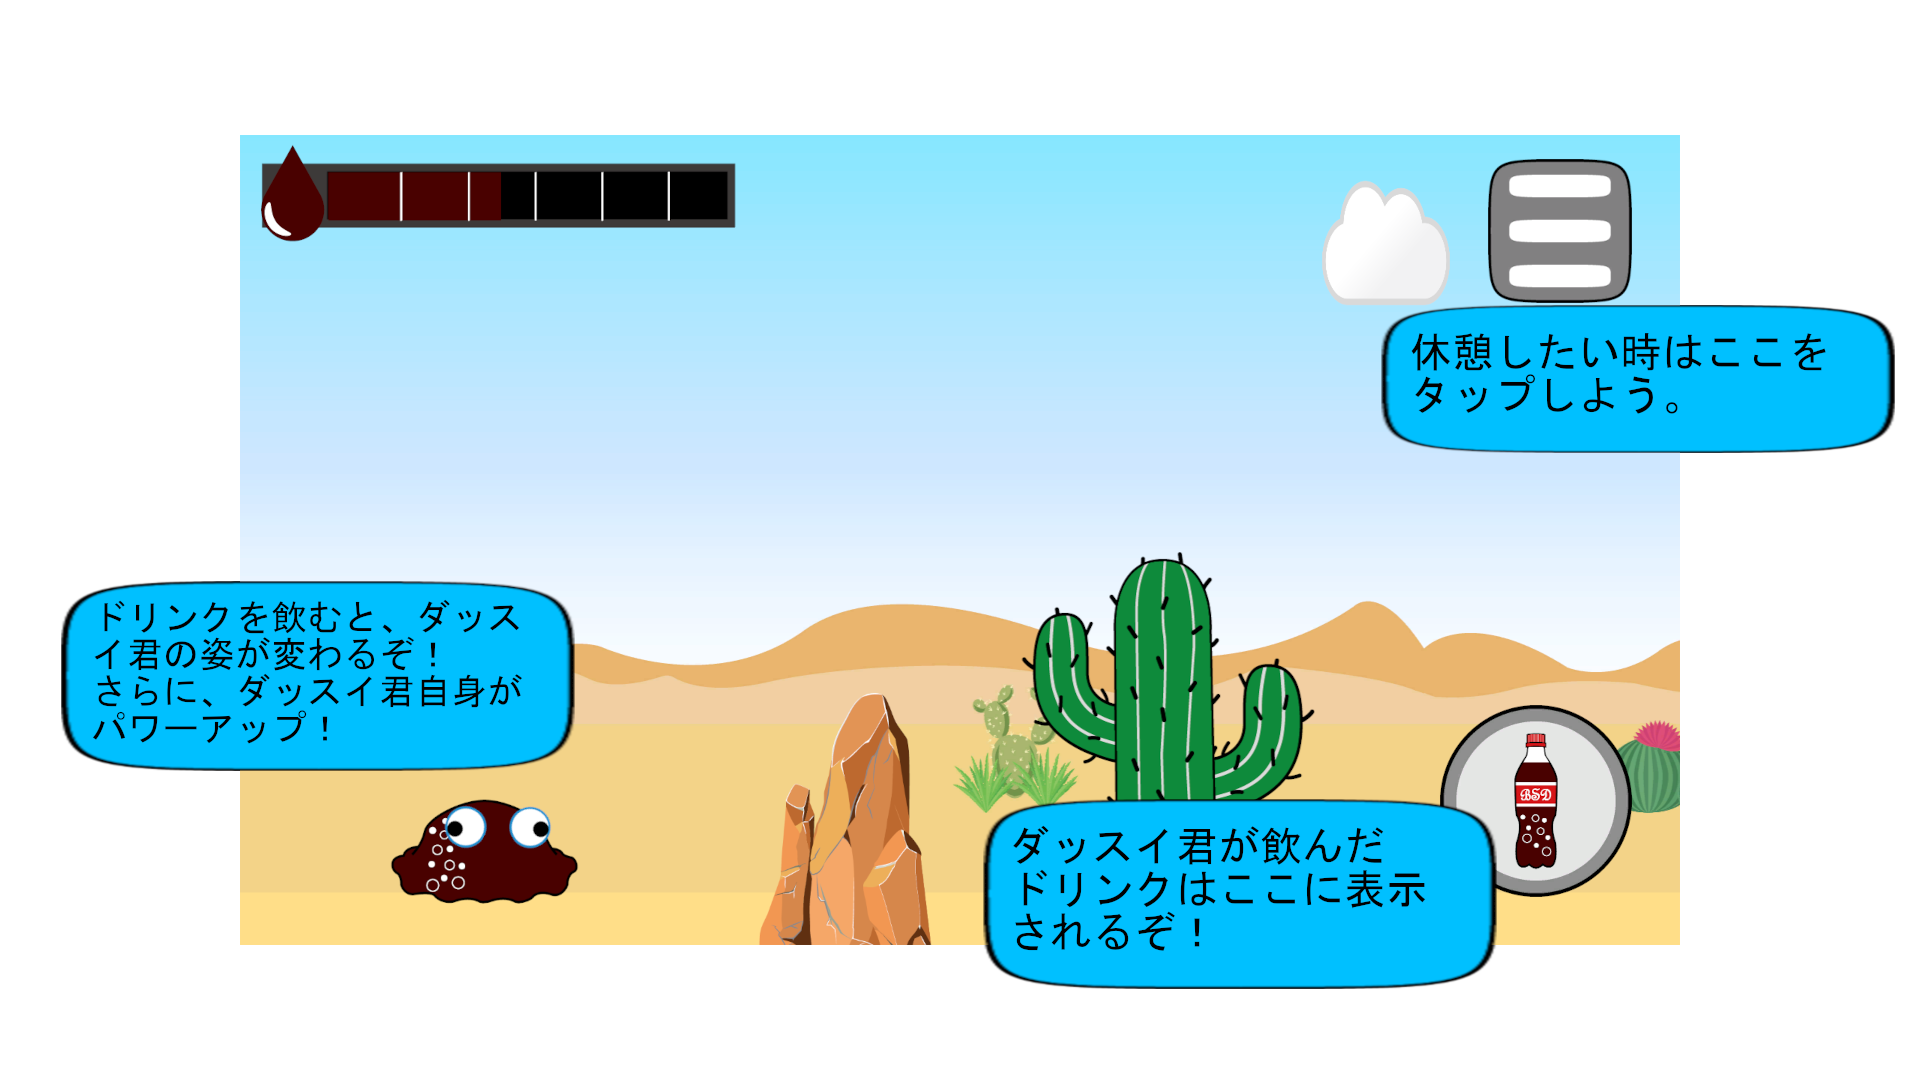 休憩したい時はここを
タップしよう。
ドリンクを飲むと、ダッス
イ君の姿が変わるぞ！
さらに、ダッスイ君自身が
パワーアップ！
BSD
ダッスイ君が飲んだ
ドリンクはここに表示
されるぞ！